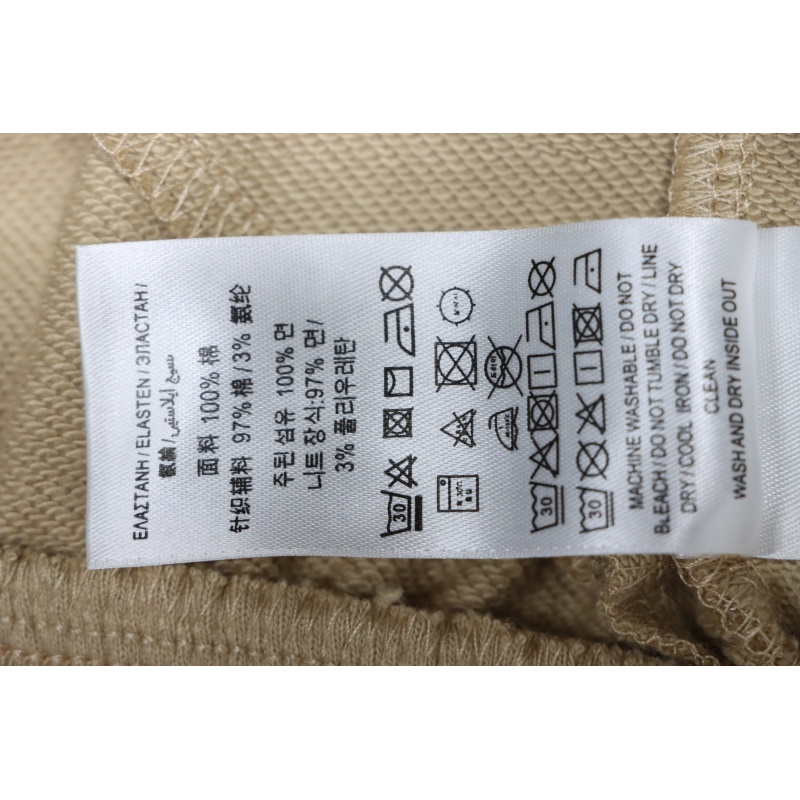 ΕΛΑΣΤΑΝΗ / ELASTEN / ЭЛАСТАН /
氨綸 / نسيج إيلاستين /
面料 100% 棉
针织辅料 97% 棉 / 3% 氨纶
주된 섬유 100% 면
니트 장식:97% 면 /
3% 폴리우레탄
30
30
30
MACHINE WASHABLE / DO NOT
BLEACH / DO NOT TUMBLE DRY / LINE
DRY / COOL IRON / DO NOT DRY
CLEAN
WASH AND DRY INSIDE OUT